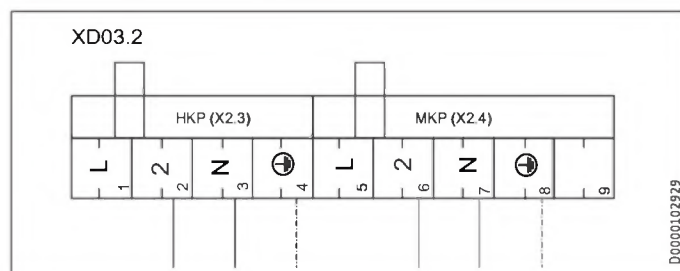 XD03.2
HKP (X2.3) MKP (X2.4)
L 2 N L 2 N
1 2 3 4 5 6 7 8 9
D0000102929